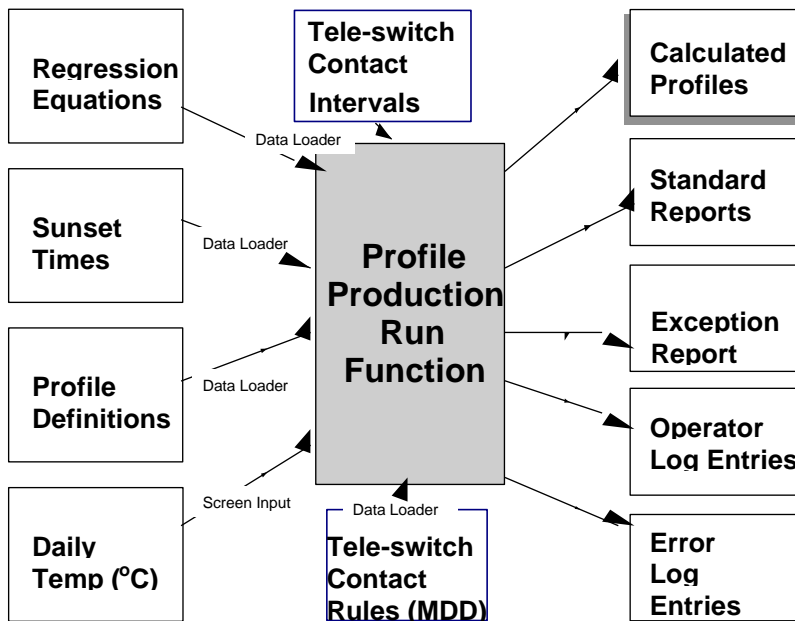 Regression
Equations
Data Loader
Sunset
Times
Data Loader
Profile
Definitions
Data Loader
Daily
Temp (°C)
Screen Input
Tele-switch
Contact
Intervals
Profile
Production
Run
Function
Data Loader
Tele-switch
Contact
Rules (MDD)
Calculated
Profiles
Standard
Reports
Exception
Report
Operator
Log Entries
Error
Log
Entries